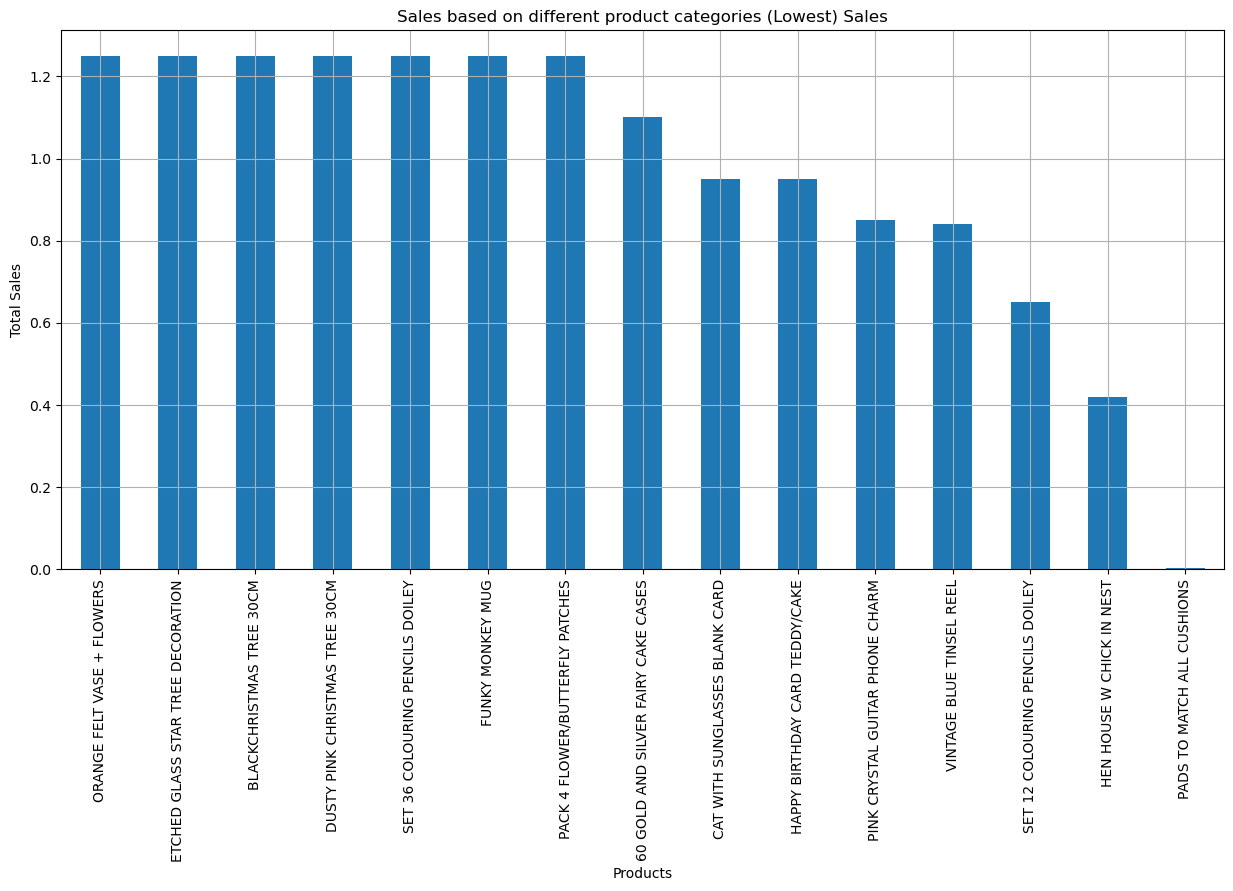 Sales based on different product categories (Lowest) Sales
Total Sales
1.2
1.0
0.8
0.6
0.4
0.2
0.0
ORANGE FELT VASE + FLOWERS
ETCHED GLASS STAR TREE DECORATION
BLACKCHRISTMAS TREE 30CM
DUSTY PINK CHRISTMAS TREE 30CM
SET 36 COLOURING PENCILS DOILEY
FUNKY MONKEY MUG
PACK 4 FLOWER/BUTTERFLY PATCHES
60 GOLD AND SILVER FAIRY CAKE CASES
CAT WITH SUNGLASSES BLANK CARD
HAPPY BIRTHDAY CARD TEDDY/CAKE
PINK CRYSTAL GUITAR PHONE CHARM
VINTAGE BLUE TINSEL REEL
SET 12 COLOURING PENCILS DOILEY
HEN HOUSE W CHICK IN NEST
PADS TO MATCH ALL CUSHIONS
Products